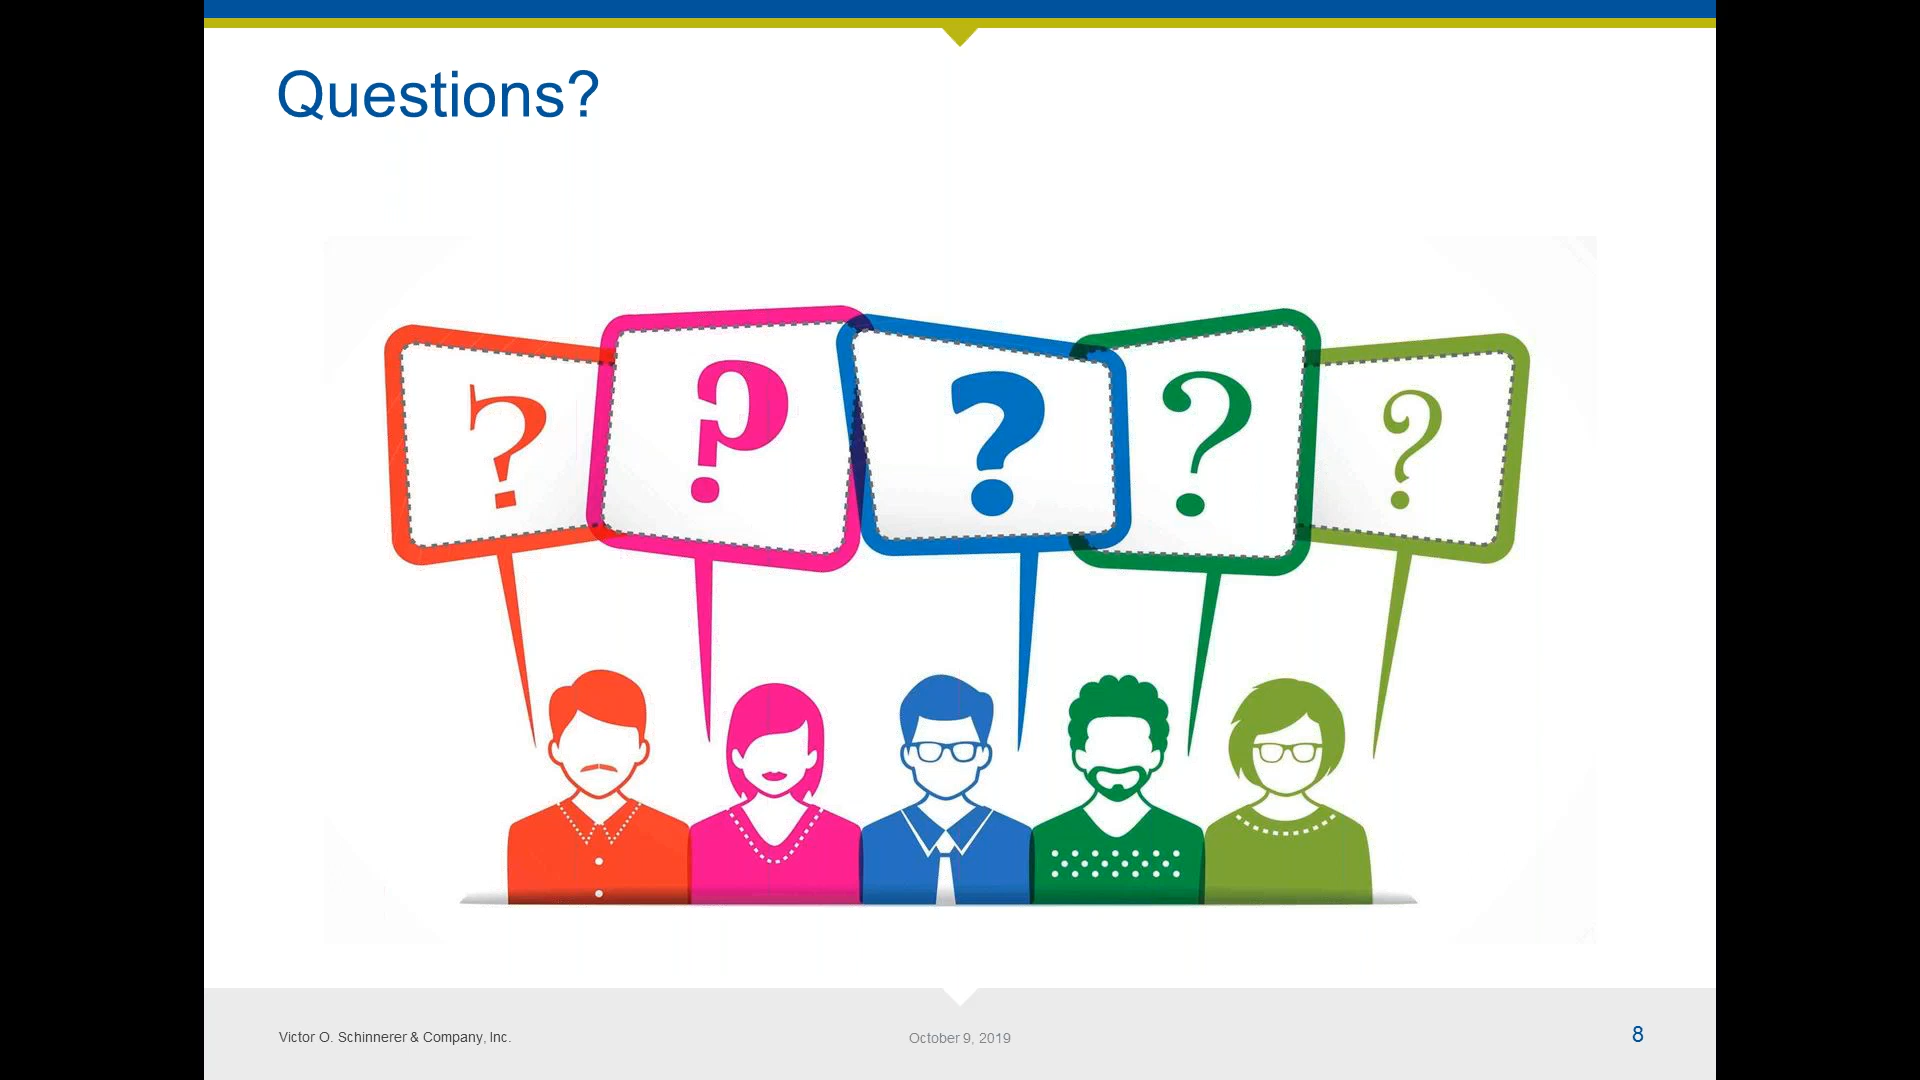 Questions?
? ? ? ? ?
Victor O. Schinnerer & Company, Inc.
October 9, 2019
8